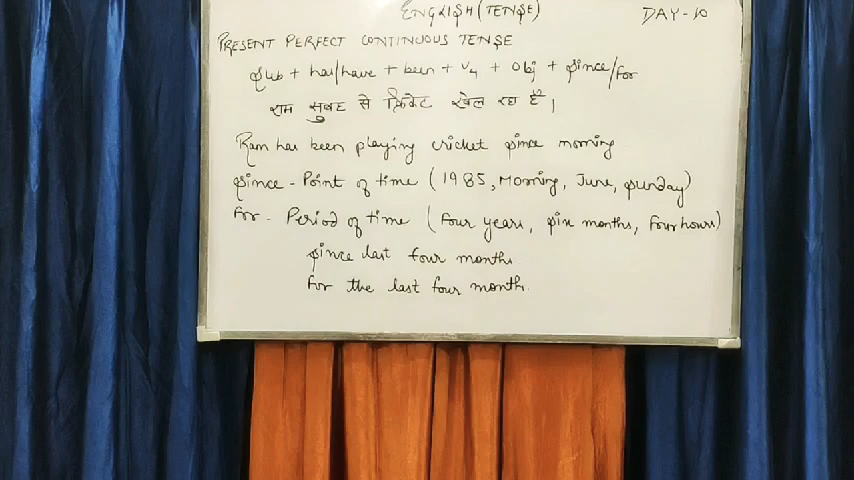 ENGLISH (TENSE) DAY-10
PRESENT PERFECT CONTINUOUS TENSE
Sub + has/have + been + V4 + Obj + Since/For
राम सुबह से क्रिकेट खेल रहा है।
Ram has been playing cricket since morning
Since - Point of time (1985, Morning, June, Sunday)
For - Period of time (Four years, six months, Four hours)
Since last four months.
For the last four month.